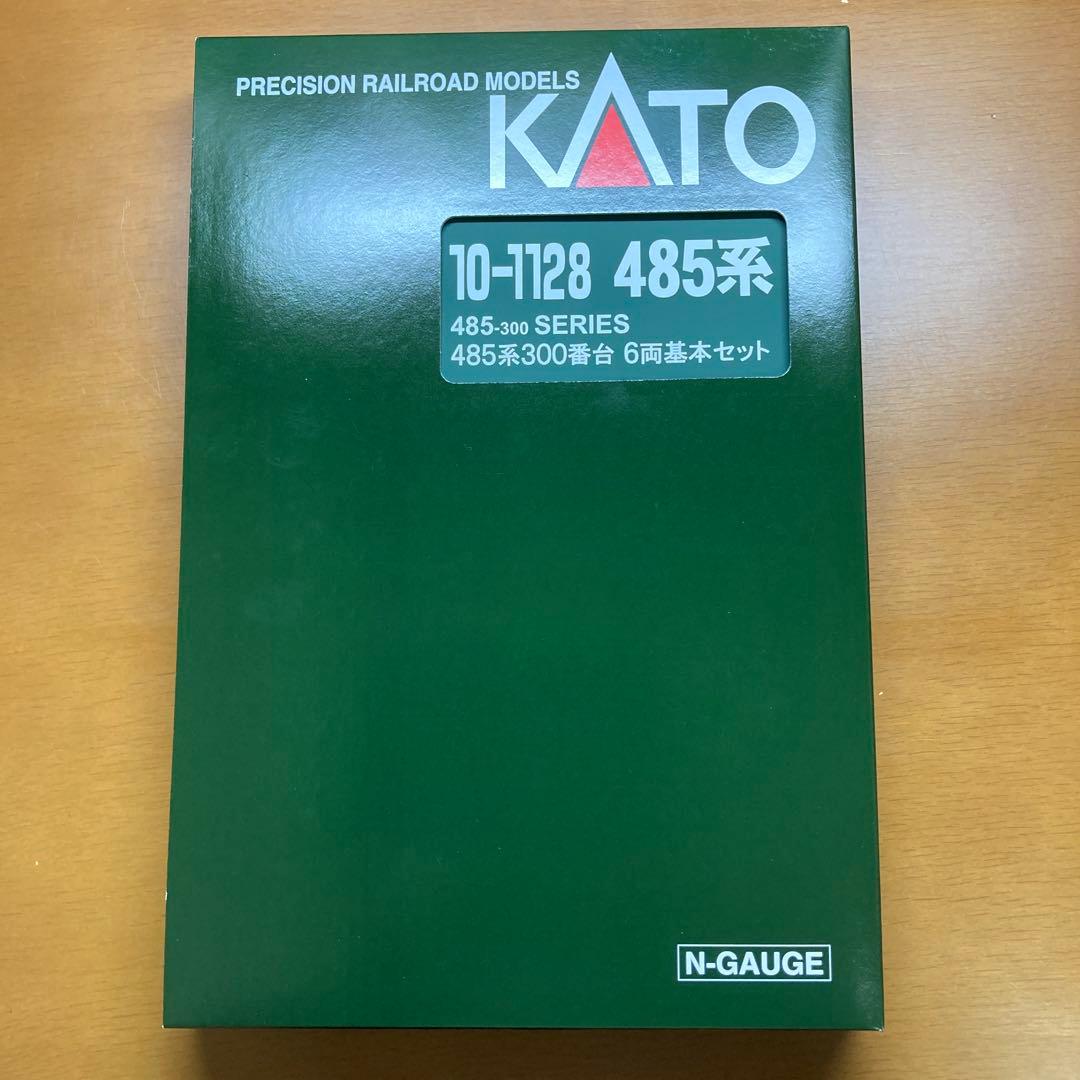 PRECISION RAILROAD MODELS
KATO
10-1128 485系
485-300 SERIES
485系300番台 6両基本セット
N-GAUGE